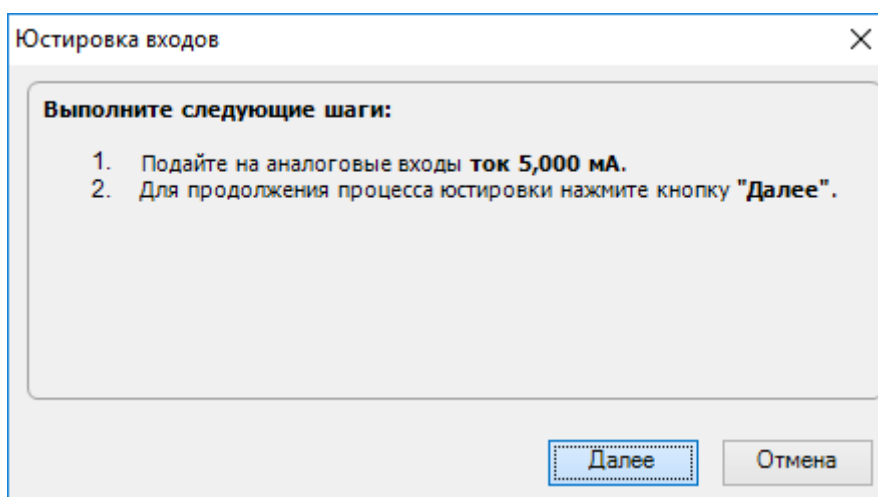 Юстировка входов
Выполните следующие шаги:
1. Подайте на аналоговые входы ток 5,000 мА.
2. Для продолжения процесса юстировки нажмите кнопку "Далее".
Далее Отмена